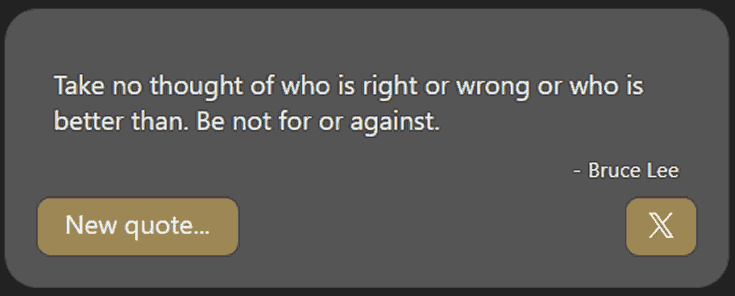 Take no thought of who is right or wrong or who is
better than. Be not for or against.
- Bruce Lee
New quote...
𝕏